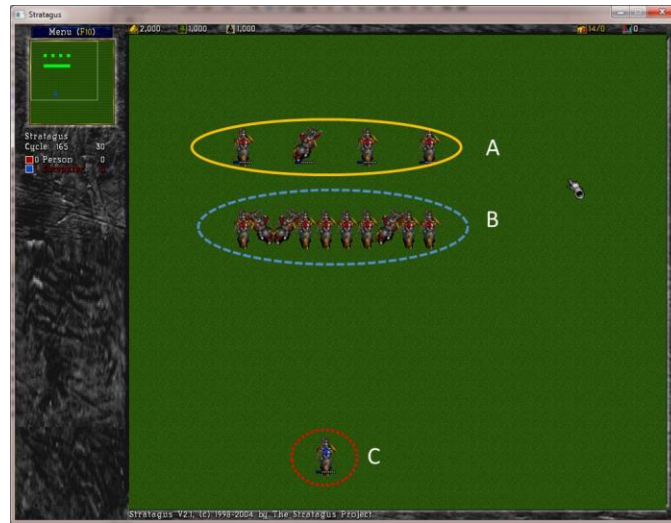 Stratagus
Menu (F10)
2,000 1,000 1,000 14/0 0
Stratagus
Cycle: 165 30
0 Person 0
A
B
C
Stratagus V2.1, (c) 1998-2004 by The Stratagus Project.